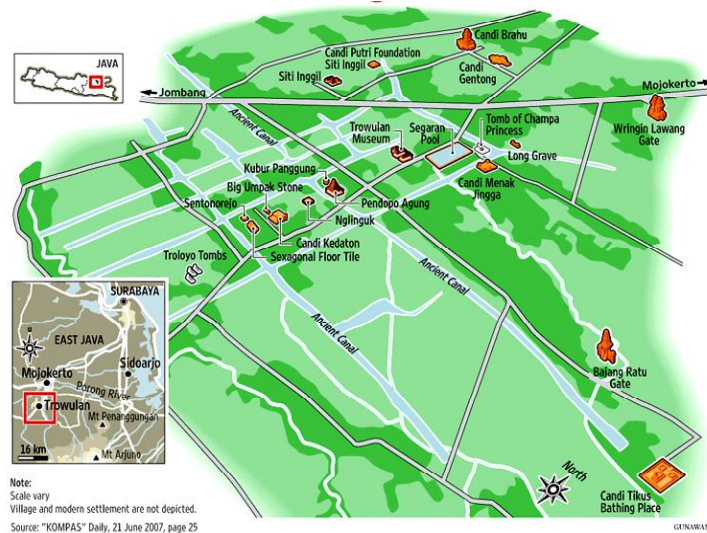 JAVA
Jombang
Mojokerto
Candi Brahu
Candi Putri Foundation
Siti Inggil
Siti Inggil
Candi
Gentong
Wringin Lawang
Gate
Ancient Canal
Trowulan
Museum
Segaran
Pool
Tomb of Champa
Princess
Long Grave
Candi Menak
Jingga
Kubur Panggung
Big Umpak Stone
Sentonorejo
Pendopo Agung
Nglinguk
Candi Kedaton
Sexagonal Floor Tile
Troloyo Tombs
Ancient Canal
Ancient Canal
Bajang Ratu
Gate
North
Candi Tikus
Bathing Place
SURABAYA
EAST JAVA
Sidoarjo
Mojokerto
Porong River
Trowulan
Mt Penanggungan
Mt Arjuno
16 km
Note:
Scale vary
Village and modern settlement are not depicted.
Source: "KOMPAS" Daily, 21 June 2007, page 25
GUNAWAN